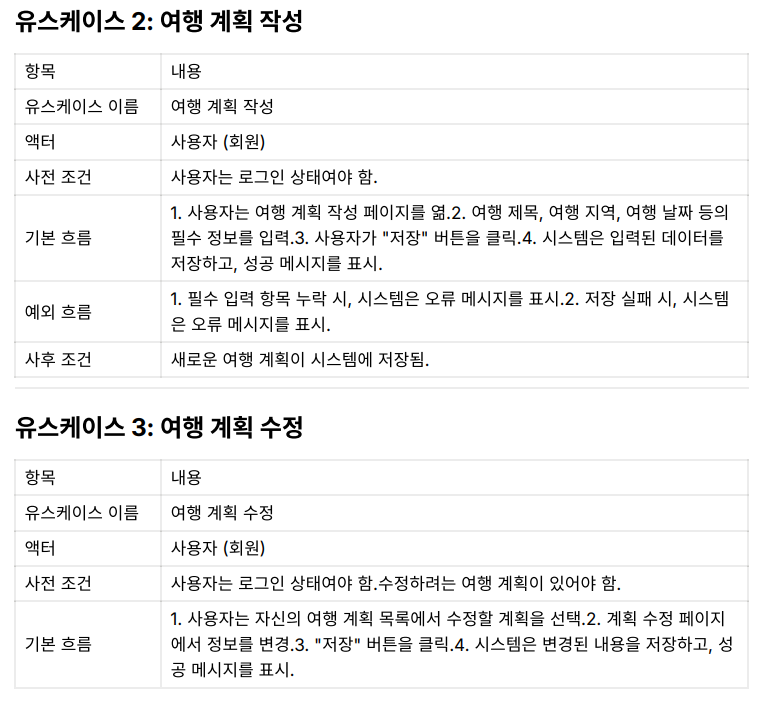 유스케이스 2: 여행 계획 작성
항목 내용
유스케이스 이름 여행 계획 작성
액터 사용자 (회원)
사전 조건 사용자는 로그인 상태여야 함.
기본 흐름
1. 사용자는 여행 계획 작성 페이지를 엶.2. 여행 제목, 여행 지역, 여행 날짜 등의
필수 정보를 입력.3. 사용자가 "저장" 버튼을 클릭.4. 시스템은 입력된 데이터를
저장하고, 성공 메시지를 표시.
예외 흐름
1. 필수 입력 항목 누락 시, 시스템은 오류 메시지를 표시.2. 저장 실패 시, 시스템
은 오류 메시지를 표시.
사후 조건 새로운 여행 계획이 시스템에 저장됨.
유스케이스 3: 여행 계획 수정
항목 내용
유스케이스 이름 여행 계획 수정
액터 사용자 (회원)
사전 조건 사용자는 로그인 상태여야 함.수정하려는 여행 계획이 있어야 함.
기본 흐름
1. 사용자는 자신의 여행 계획 목록에서 수정할 계획을 선택.2. 계획 수정 페이지
에서 정보를 변경.3. "저장" 버튼을 클릭.4. 시스템은 변경된 내용을 저장하고, 성
공 메시지를 표시.